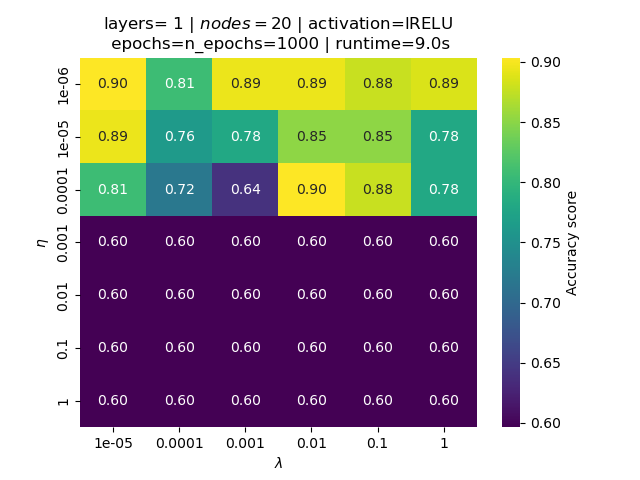 layers= 1 | nodes = 20 | activation=lRELU
epochs=n_epochs=1000 | runtime=9.0s
1e-06 0.90 0.81 0.89 0.89 0.88 0.89
1e-05 0.89 0.76 0.78 0.85 0.85 0.78
0.0001 0.81 0.72 0.64 0.90 0.88 0.78
0.001 0.60 0.60 0.60 0.60 0.60 0.60
0.01 0.60 0.60 0.60 0.60 0.60 0.60
0.1 0.60 0.60 0.60 0.60 0.60 0.60
1 0.60 0.60 0.60 0.60 0.60 0.60
η
1e-05 0.0001 0.001 0.01 0.1 1
λ
0.90
0.85
0.80
0.75
0.70
0.65
0.60
Accuracy score